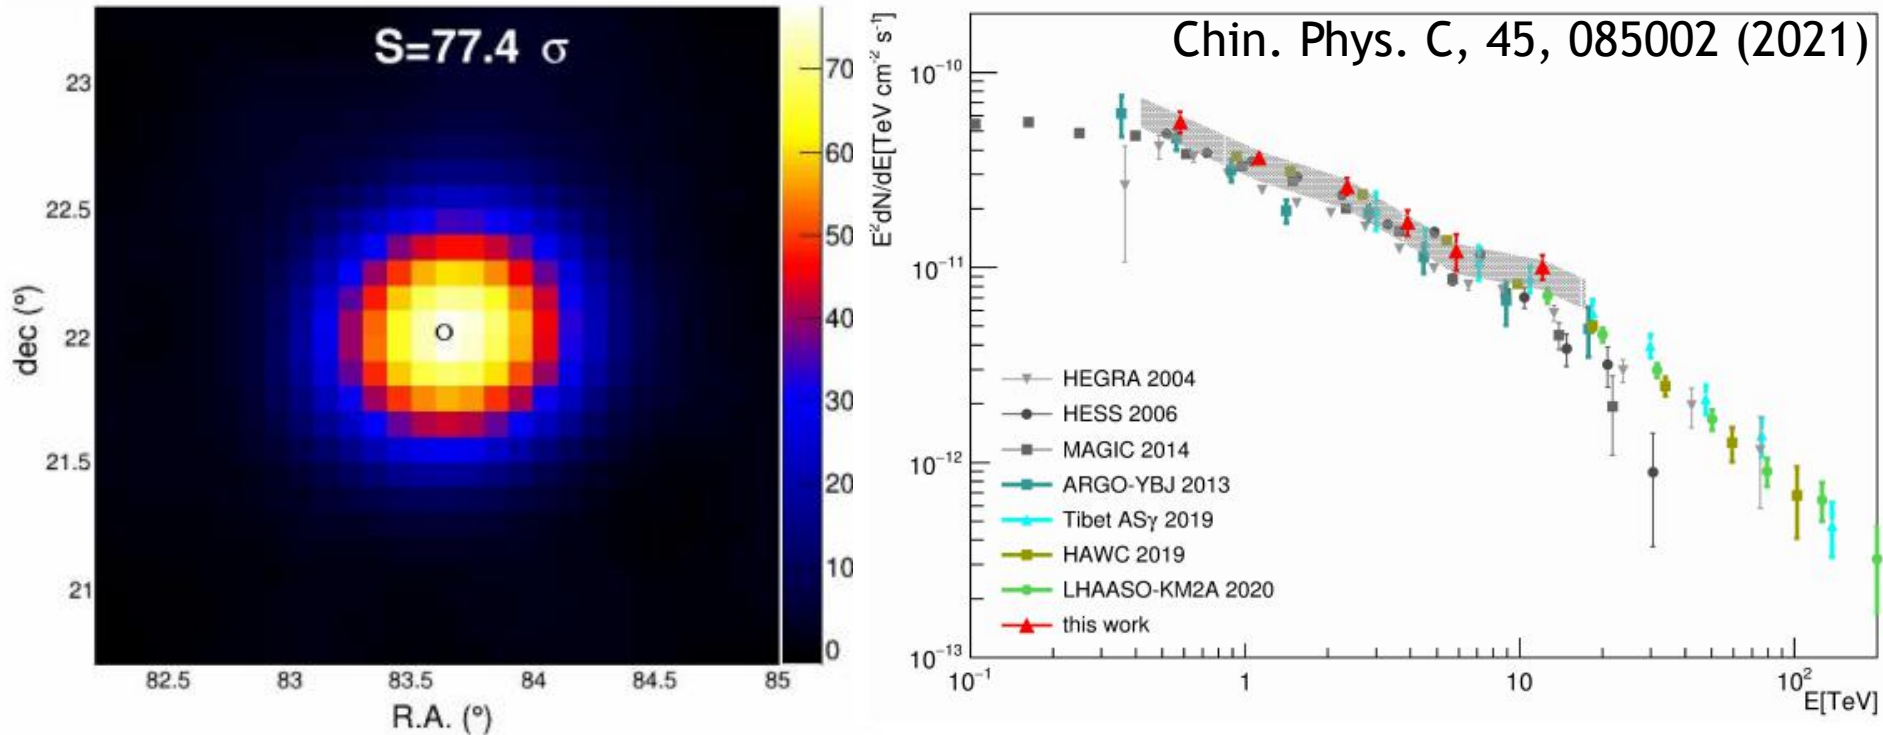 S=77.4 σ
23
22.5
22
21.5
21
dec (°)
82.5 83 83.5 84 84.5 85
R.A. (°)
70
60
50
40
30
20
10
0
Chin. Phys. C, 45, 085002 (2021)
E²dN/dE[TeV cm⁻² s⁻¹]
10⁻¹⁰
10⁻¹¹
10⁻¹²
10⁻¹³
HEGRA 2004
HESS 2006
MAGIC 2014
ARGO-YBJ 2013
Tibet ASγ 2019
HAWC 2019
LHAASO-KM2A 2020
this work
10⁻¹ 1 10 10²
E[TeV]